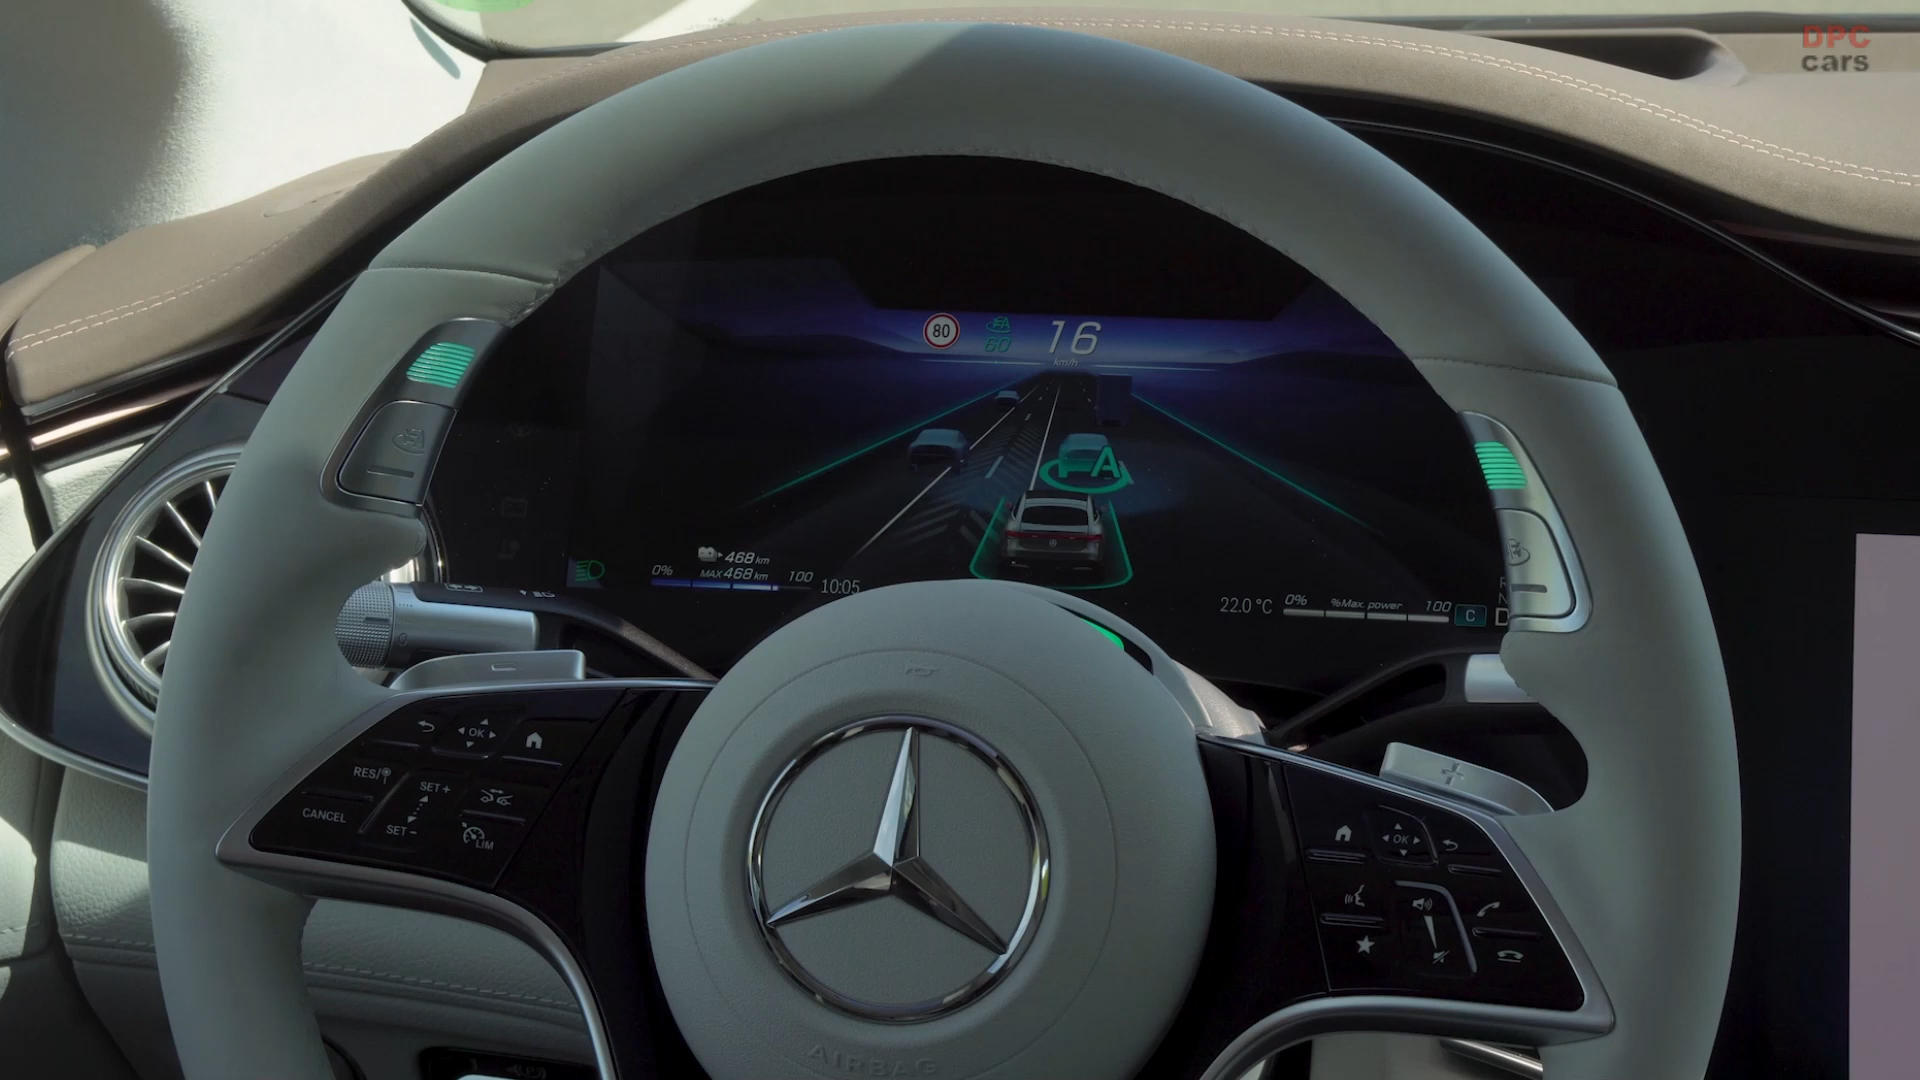 DPC
cars
80
A
60
16
km/h
A
468 km
0% MAX 468 km 100
10:05
22.0 °C
0% %Max. power 100
C
R
N
D
OK
RES/
SET +
CANCEL
SET -
LIM
OK
AIRBAG